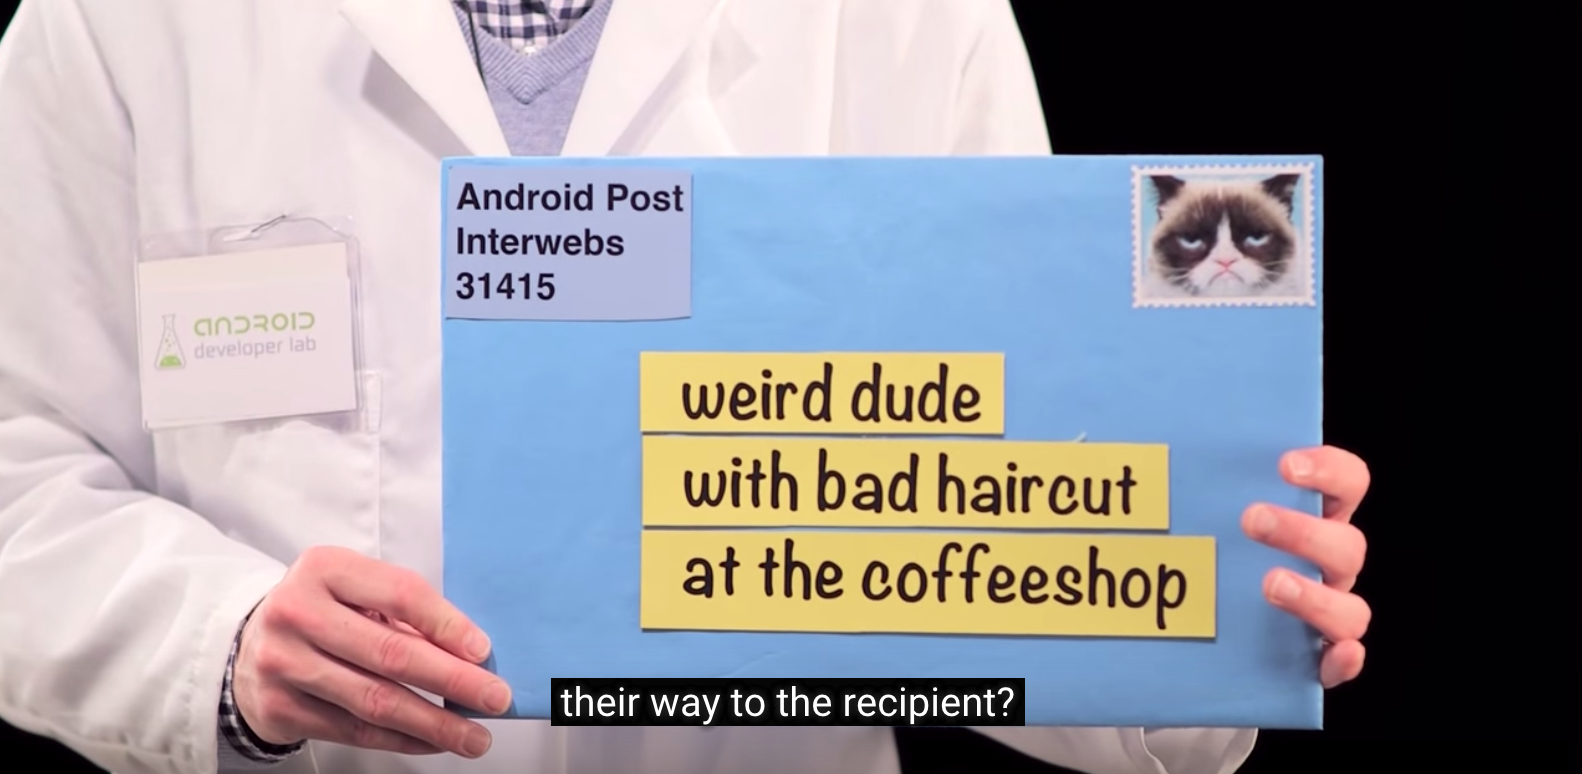 Android Post
Interwebs
31415
ANDROID
developer lab
weird dude
with bad haircut
at the coffeeshop
their way to the recipient?